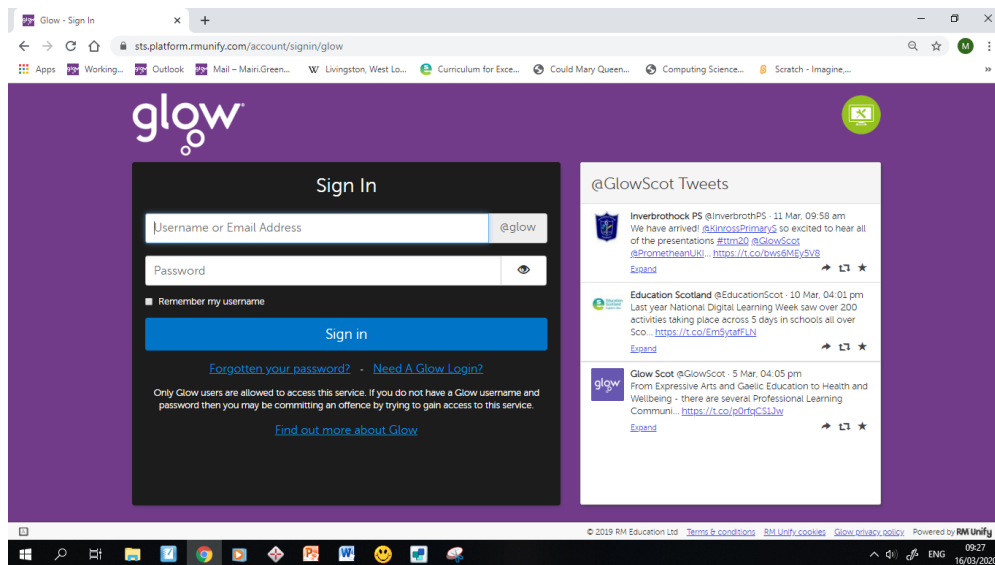 Glow - Sign In
sts.platform.rmunify.com/account/signin/glow
M
Apps
Working...
Outlook
Mail – Mairi.Green...
W Livingston, West Lo...
Curriculum for Exce...
Could Mary Queen...
Computing Science...
Scratch - Imagine,...
»
glow
Sign In
Username or Email Address
@glow
Password
Remember my username
Sign in
Forgotten your password? - Need A Glow Login?
Only Glow users are allowed to access this service. If you do not have a Glow username and
password then you may be committing an offence by trying to gain access to this service.
Find out more about Glow
@GlowScot Tweets
Inverbrothock PS @InverbrothPS · 11 Mar, 09:58 am
We have arrived! @KinrossPrimaryS so excited to hear all
of the presentations #ttm20 @GlowScot
@PrometheanUKI... https://t.co/bws6MEy5V8
Expand
Education Scotland @EducationScot · 10 Mar, 04:01 pm
Last year National Digital Learning Week saw over 200
activities taking place across 5 days in schools all over
Sco... https://t.co/Em5ytafFLN
Expand
glow
Glow Scot @GlowScot · 5 Mar, 04:05 pm
From Expressive Arts and Gaelic Education to Health and
Wellbeing - there are several Professional Learning
Communi... https://t.co/p0rfqCS1Jw
Expand
© 2019 RM Education Ltd Terms & conditions RM Unify cookies Glow privacy policy Powered by RM Unify
ENG
09:27
16/03/2020